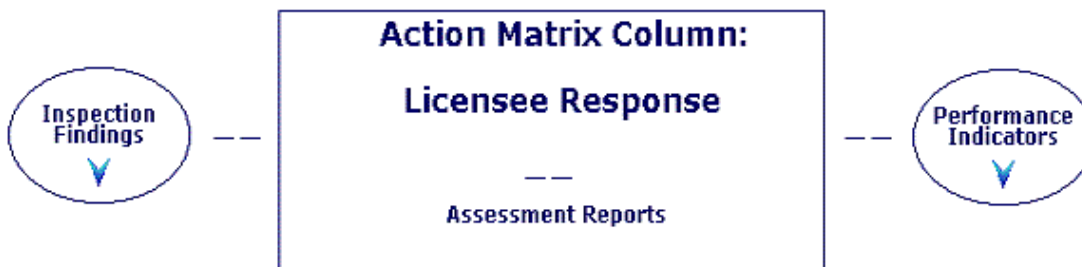 Action Matrix Column:
Licensee Response
Inspection
Findings
Performance
Indicators
Assessment Reports